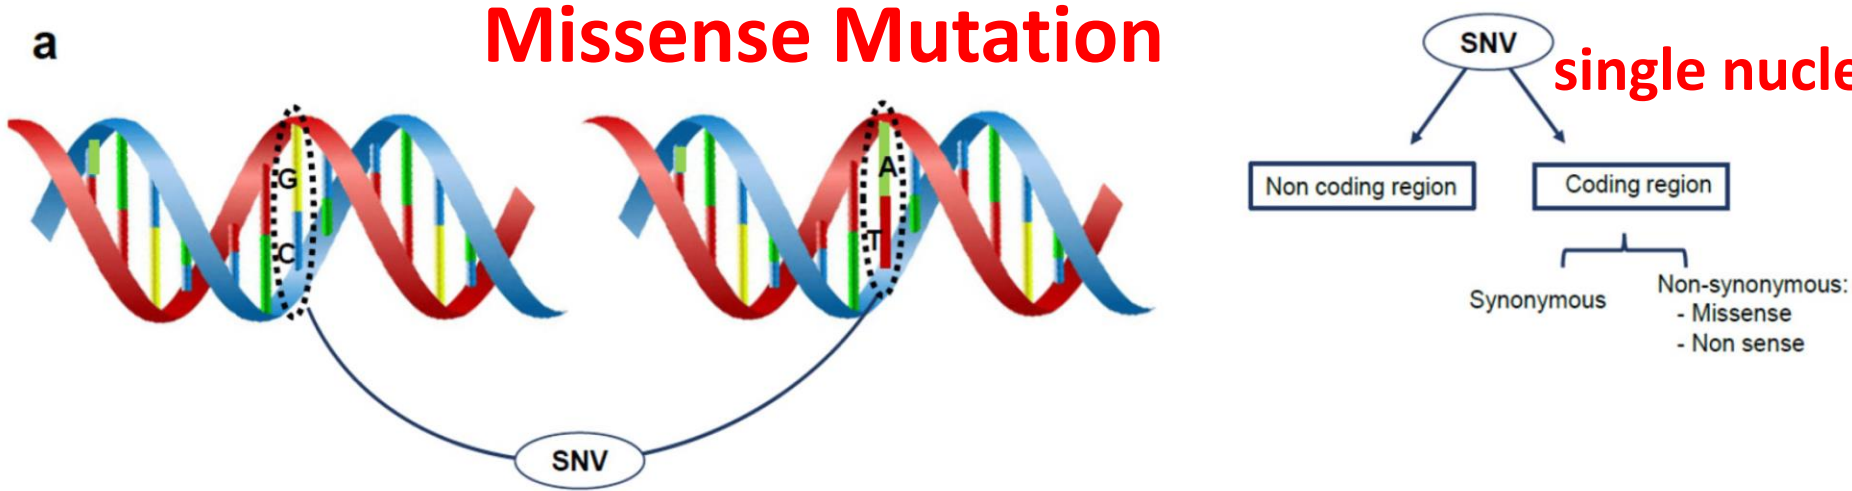 a
Missense Mutation
G
C
A
T
SNV
SNV
single nucle
Non coding region
Coding region
Synonymous
Non-synonymous:
- Missense
- Non sense